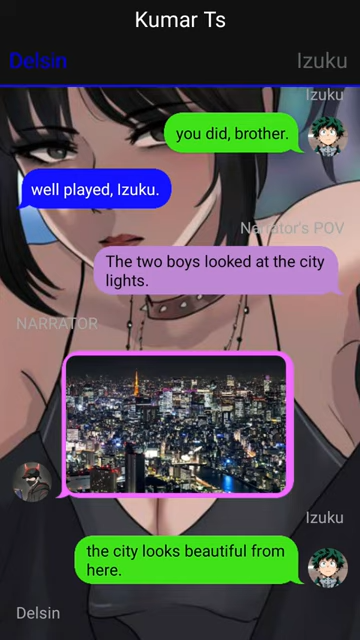 Kumar Ts
Delsin
Izuku
Izuku
you did, brother.
well played, Izuku.
Narrator's POV
The two boys looked at the city
lights.
NARRATOR
Izuku
the city looks beautiful from
here.
Delsin